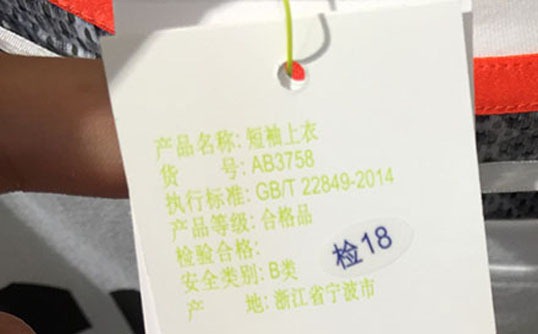 产品名称: 短袖上衣
货 号: AB3758
执行标准: GB/T 22849-2014
产品等级: 合格品
检验合格:
检18
安全类别: B类
产 地: 浙江省宁波市